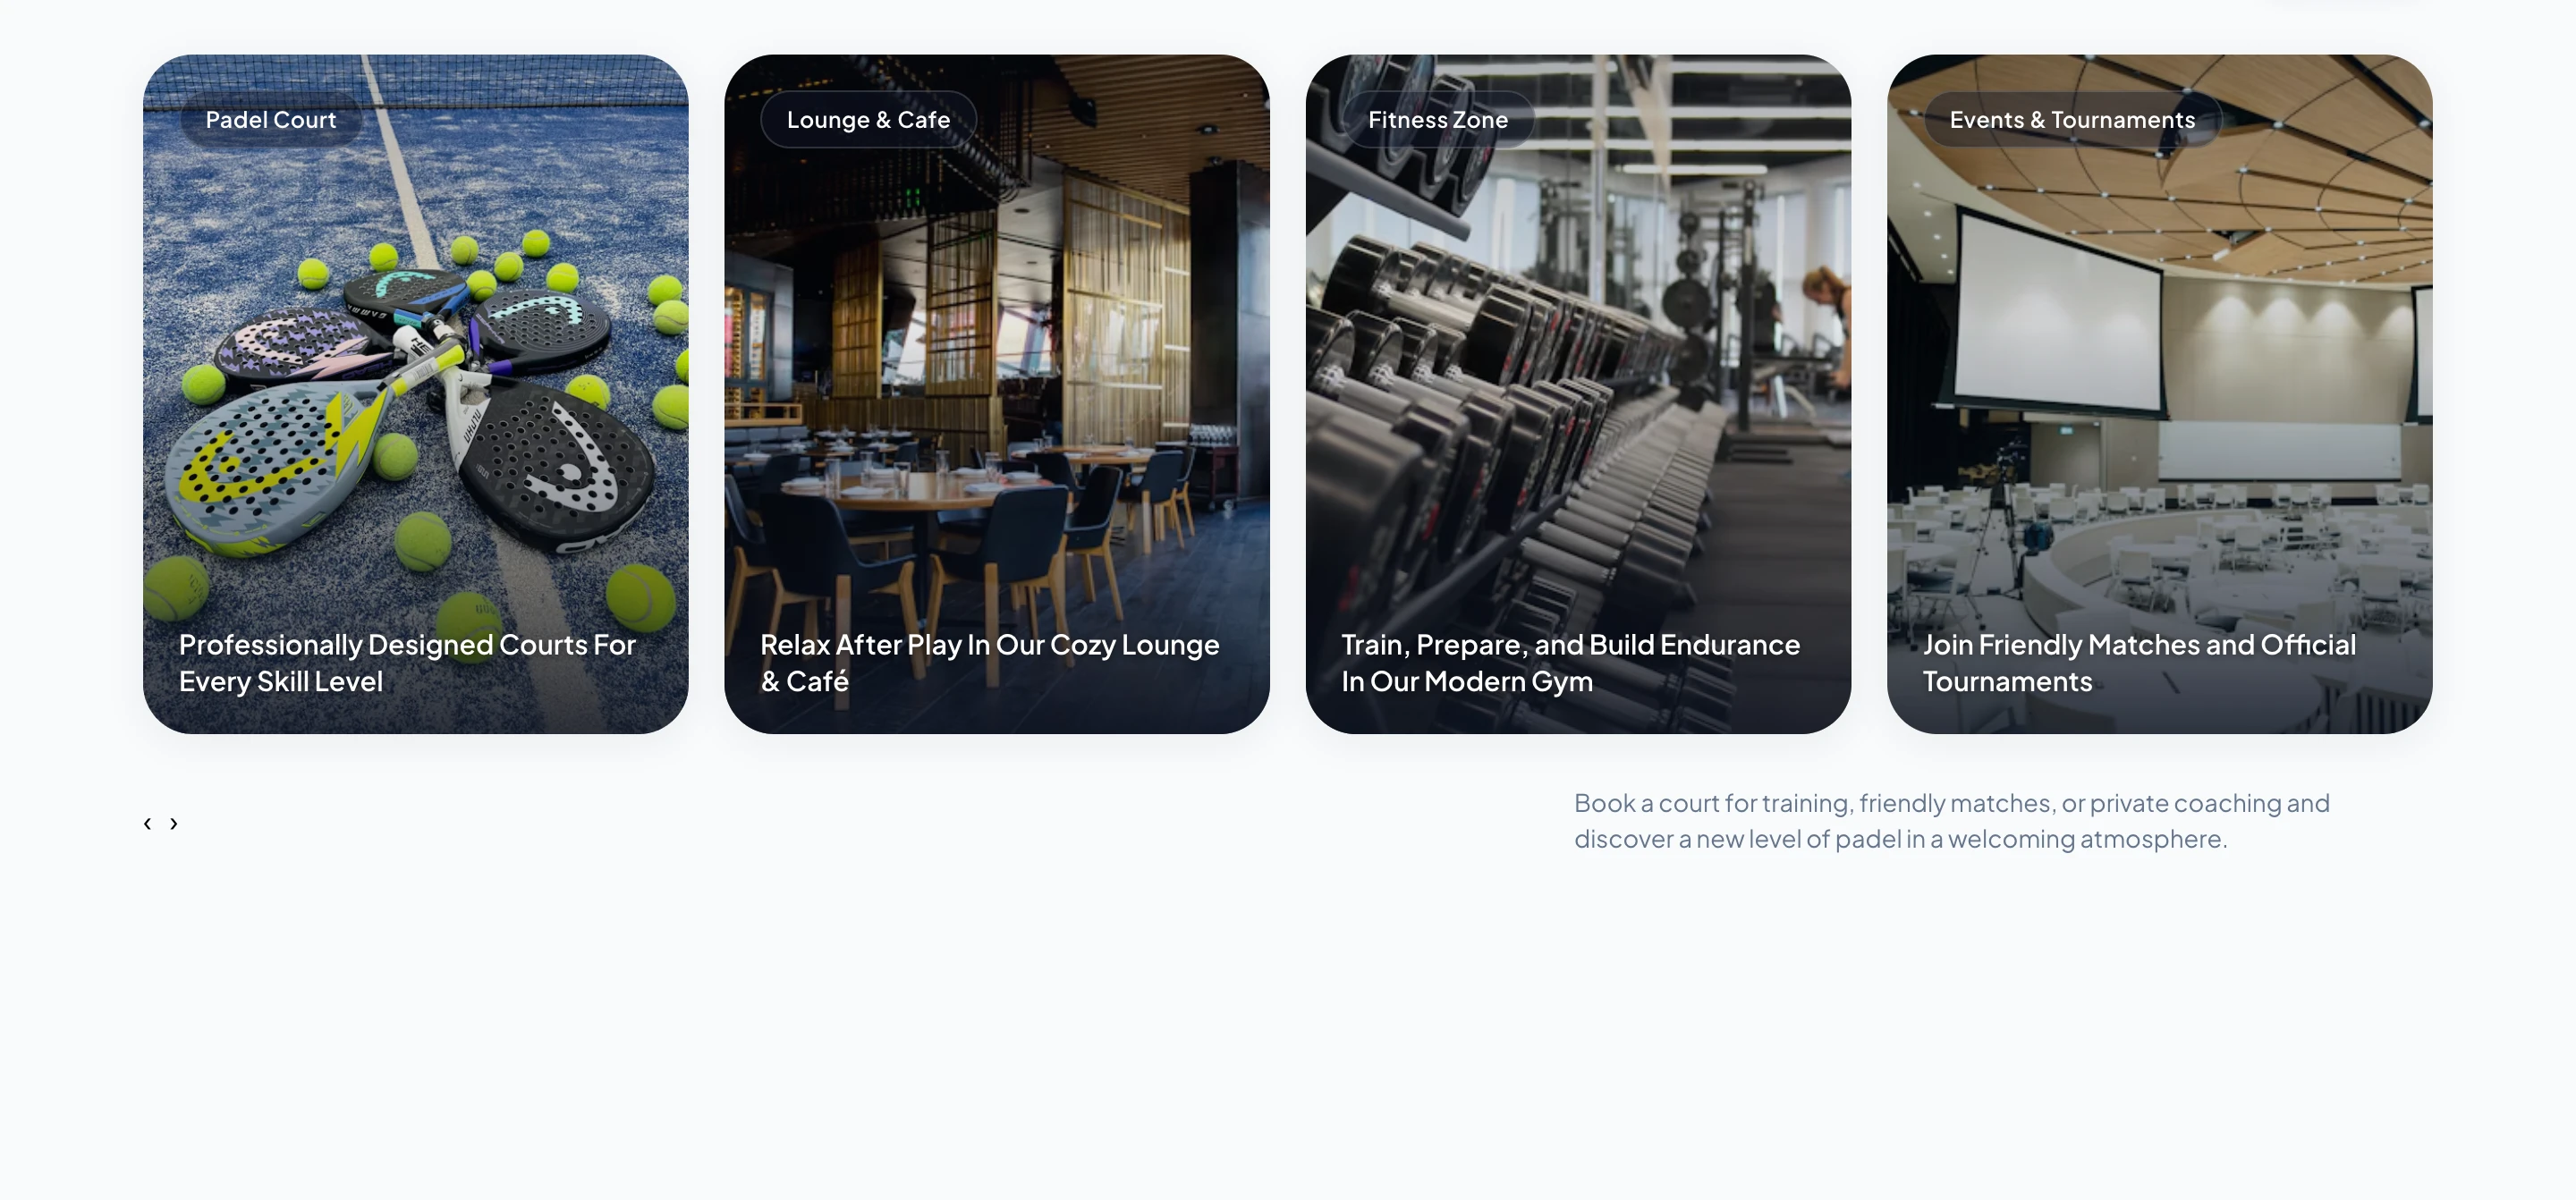 Padel Court
Professionally Designed Courts For
Every Skill Level
Lounge & Cafe
Relax After Play In Our Cozy Lounge
& Café
Fitness Zone
Train, Prepare, and Build Endurance
In Our Modern Gym
Events & Tournaments
Join Friendly Matches and Official
Tournaments
‹ ›
Book a court for training, friendly matches, or private coaching and
discover a new level of padel in a welcoming atmosphere.